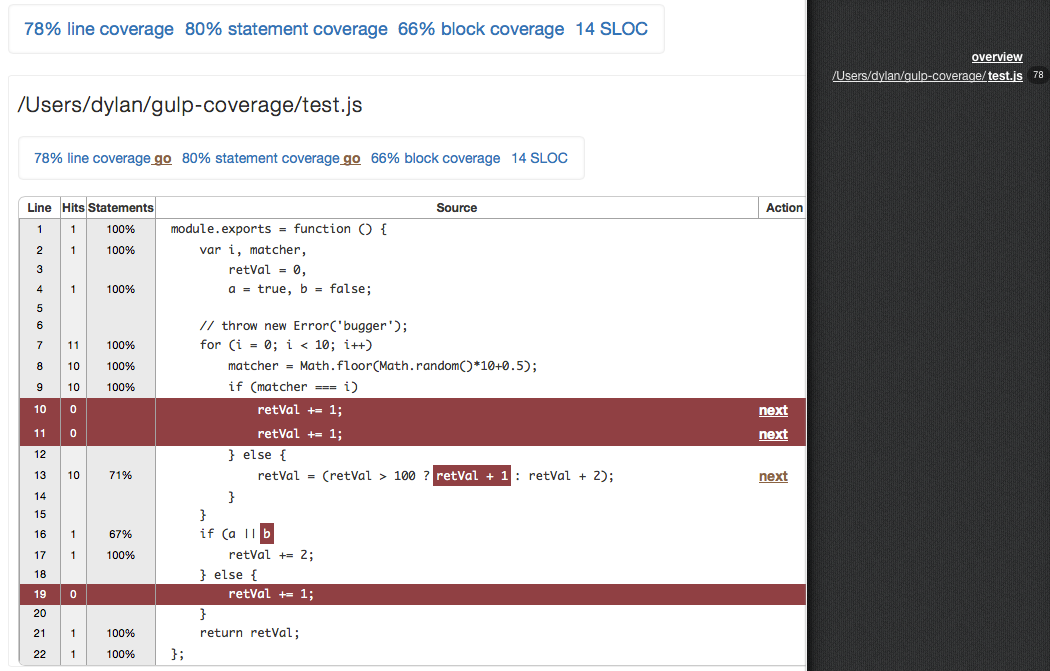 78% line coverage 80% statement coverage 66% block coverage 14 SLOC
overview
/Users/dylan/gulp-coverage/test.js 78
/Users/dylan/gulp-coverage/test.js
78% line coverage go 80% statement coverage go 66% block coverage 14 SLOC
Line Hits Statements Source Action
1 1 100% module.exports = function () {
2 1 100% var i, matcher,
3 retVal = 0,
4 1 100% a = true, b = false;
5
6 // throw new Error('bugger');
7 11 100% for (i = 0; i < 10; i++)
8 10 100% matcher = Math.floor(Math.random()*10+0.5);
9 10 100% if (matcher === i)
10 0 retVal += 1; next
11 0 retVal += 1; next
12 } else {
13 10 71% retVal = (retVal > 100 ? retVal + 1 : retVal + 2); next
14 }
15 }
16 1 67% if (a || b
17 1 100% retVal += 2;
18 } else {
19 0 retVal += 1;
20 }
21 1 100% return retVal;
22 1 100% };